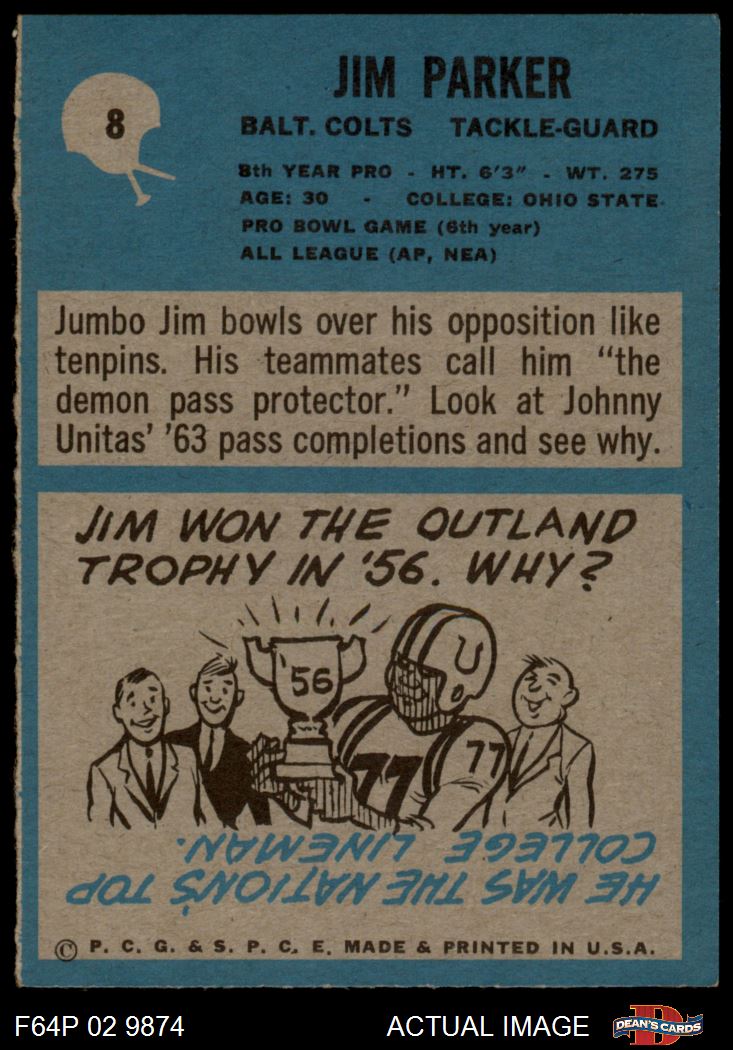 8
JIM PARKER
BALT. COLTS TACKLE-GUARD
8th YEAR PRO - HT. 6'3" - WT. 275
AGE: 30 - COLLEGE: OHIO STATE
PRO BOWL GAME (6th year)
ALL LEAGUE (AP, NEA)
Jumbo Jim bowls over his opposition like
tenpins. His teammates call him "the
demon pass protector." Look at Johnny
Unitas' '63 pass completions and see why.
JIM WON THE OUTLAND
TROPHY IN '56. WHY?
'56
77
77
HE WAS THE NATION'S TOP
COLLEGE LINEMAN.
© P. C. G. & S. P. C. E. MADE & PRINTED IN U.S.A.
F64P 02 9874
ACTUAL IMAGE
D
DEAN'S CARDS